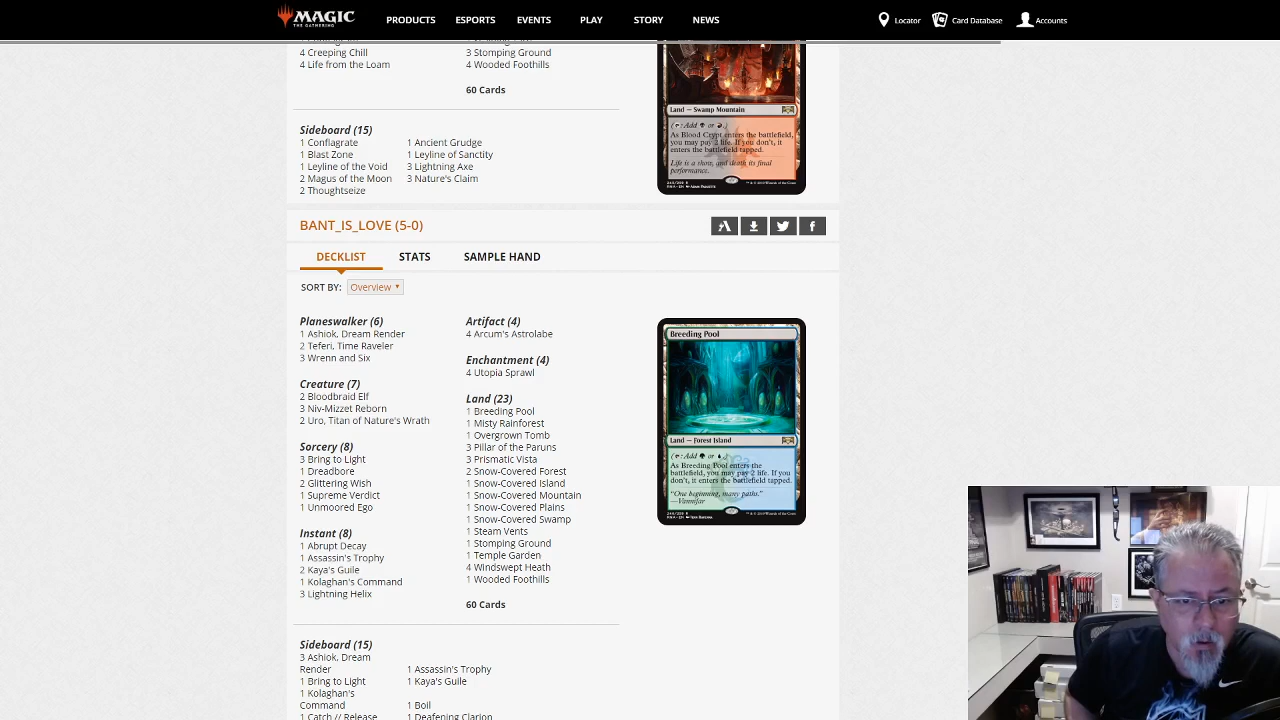 MAGIC
THE GATHERING
PRODUCTS
ESPORTS
EVENTS
PLAY
STORY
NEWS
Locator
Card Database
Accounts
4 Creeping Chill
4 Life from the Loam
3 Stomping Ground
4 Wooded Foothills
60 Cards
Land — Swamp Mountain
: Add or .)
As Blood Crypt enters the battlefield,
you may pay 2 life. If you don't, it
enters the battlefield tapped.
Life is a show, and death its final
performance.
Sideboard (15)
1 Conflagrate
1 Blast Zone
1 Leyline of the Void
2 Magus of the Moon
2 Thoughtseize
1 Ancient Grudge
1 Leyline of Sanctity
3 Lightning Axe
3 Nature's Claim
BANT_IS_LOVE (5-0)
DECKLIST
STATS
SAMPLE HAND
SORT BY:
Overview
Planeswalker (6)
1 Ashiok, Dream Render
2 Teferi, Time Raveler
3 Wrenn and Six
Creature (7)
2 Bloodbraid Elf
3 Niv-Mizzet Reborn
2 Uro, Titan of Nature's Wrath
Sorcery (8)
3 Bring to Light
1 Dreadbore
2 Glittering Wish
1 Supreme Verdict
1 Unmoored Ego
Instant (8)
1 Abrupt Decay
1 Assassin's Trophy
2 Kaya's Guile
1 Kolaghan's Command
3 Lightning Helix
Artifact (4)
4 Arcum's Astrolabe
Enchantment (4)
4 Utopia Sprawl
Land (23)
1 Breeding Pool
1 Misty Rainforest
1 Overgrown Tomb
3 Pillar of the Paruns
3 Prismatic Vista
2 Snow-Covered Forest
1 Snow-Covered Island
1 Snow-Covered Mountain
1 Snow-Covered Plains
1 Snow-Covered Swamp
1 Steam Vents
1 Stomping Ground
1 Temple Garden
4 Windswept Heath
1 Wooded Foothills
60 Cards
Breeding Pool
Land — Forest Island
: Add or .)
As Breeding Pool enters the
battlefield, you may pay 2 life. If you
don't, it enters the battlefield tapped.
"One beginning, many paths."
—Vannifar
Sideboard (15)
3 Ashiok, Dream
Render
1 Bring to Light
1 Kolaghan's
Command
1 Catch // Release
1 Assassin's Trophy
1 Kaya's Guile
1 Boil
1 Deafening Clarion